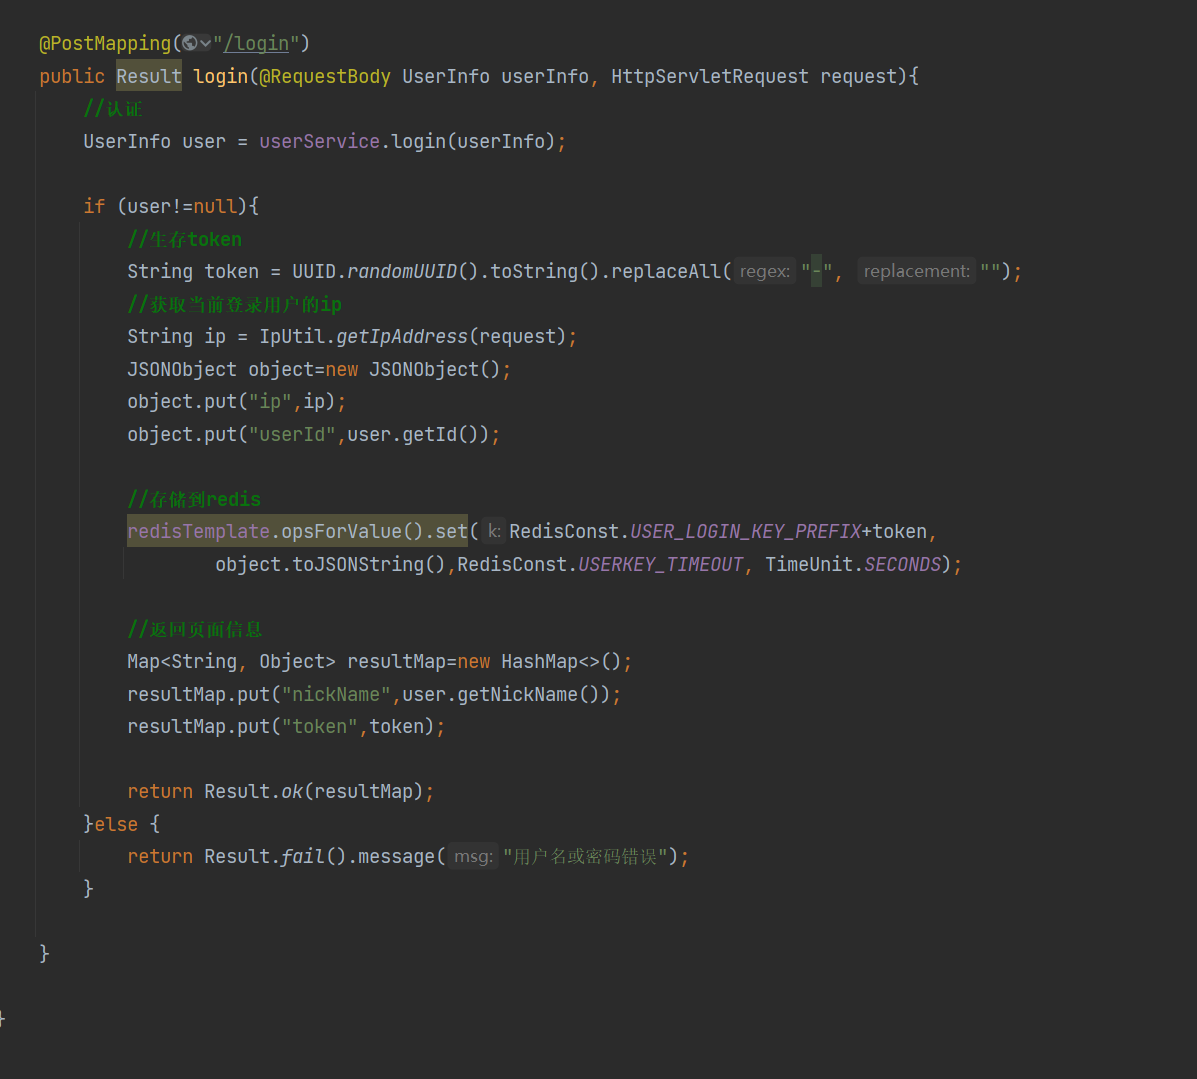 @PostMapping("/login")
public Result login(@RequestBody UserInfo userInfo, HttpServletRequest request){
//认证
UserInfo user = userService.login(userInfo);
if (user!=null){
//生存token
String token = UUID.randomUUID().toString().replaceAll( regex: "-", replacement: "");
//获取当前登录用户的ip
String ip = IpUtil.getIpAddress(request);
JSONObject object=new JSONObject();
object.put("ip",ip);
object.put("userId",user.getId());
//存储到redis
redisTemplate.opsForValue().set( k: RedisConst.USER_LOGIN_KEY_PREFIX+token,
object.toJSONString(),RedisConst.USERKEY_TIMEOUT, TimeUnit.SECONDS);
//返回页面信息
Map<String, Object> resultMap=new HashMap<>();
resultMap.put("nickName",user.getNickName());
resultMap.put("token",token);
return Result.ok(resultMap);
}else {
return Result.fail().message( msg: "用户名或密码错误");
}
}
}